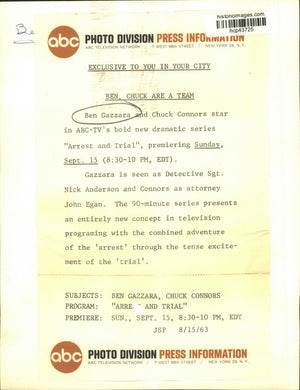 historicimages.com
hcp43725
Be
abc PHOTO DIVISION PRESS INFORMATION
ABC TELEVISION NETWORK / 7 WEST 66th STREET / NEW YORK 23, N.Y.
EXCLUSIVE TO YOU IN YOUR CITY
BEN, CHUCK ARE A TEAM
Ben Gazzara and Chuck Connors star
in ABC-TV's bold new dramatic series
"Arrest and Trial", premiering Sunday,
Sept. 15 (8:30-10 PM, EDT).
Gazzara is seen as Detective Sgt.
Nick Anderson and Connors as attorney
John Egan. The 90-minute series presents
an entirely new concept in television
programing with the combined adventure
of the 'arrest' through the tense excite-
ment of the 'trial'.
SUBJECTS: BEN GAZZARA, CHUCK CONNORS
PROGRAM: "ARREST AND TRIAL"
PREMIERE: SUN., SEPT. 15, 8:30-10 PM, EDT
JSP 8/15/63
abc PHOTO DIVISION PRESS INFORMATION
ABC TELEVISION NETWORK / 7 WEST 66th STREET / NEW YORK 23, N.Y.